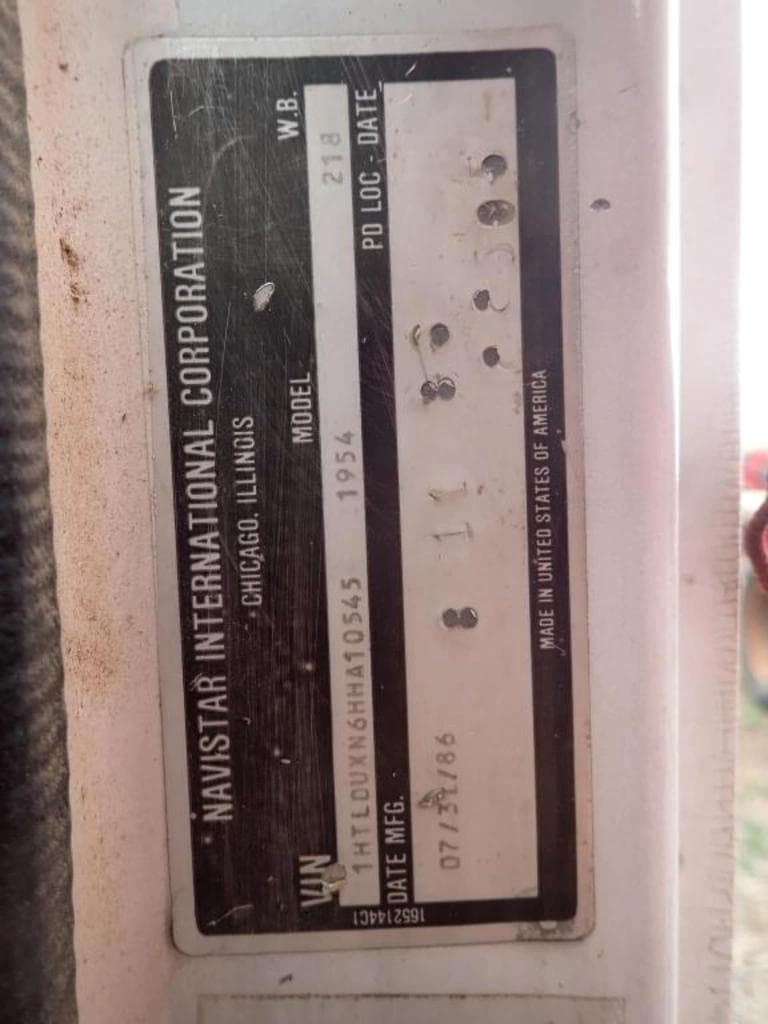 NAVISTAR INTERNATIONAL CORPORATION
CHICAGO, ILLINOIS
VIN MODEL W.B.
1HTLDUXN6HHA10545 1954 218
DATE MFG. PD LOC - DATE
07/31/86
MADE IN UNITED STATES OF AMERICA
1652144C1